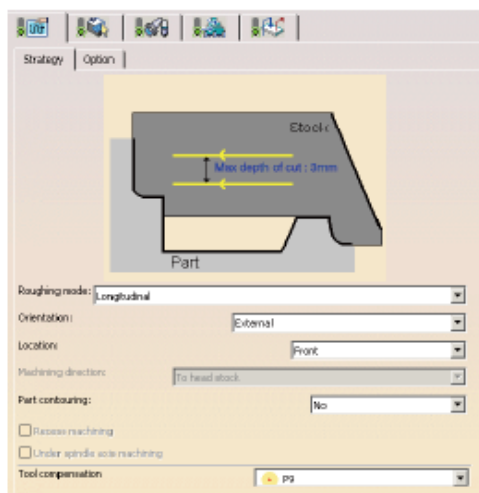 Strategy Option
Stock
Max depth of cut : 3mm
Part
Roughing mode: Longitudinal
Orientation: External
Location: Front
Machining direction: To head stock
Part contouring: No
Recess machining
Under spindle axis machining
Tool compensation P9